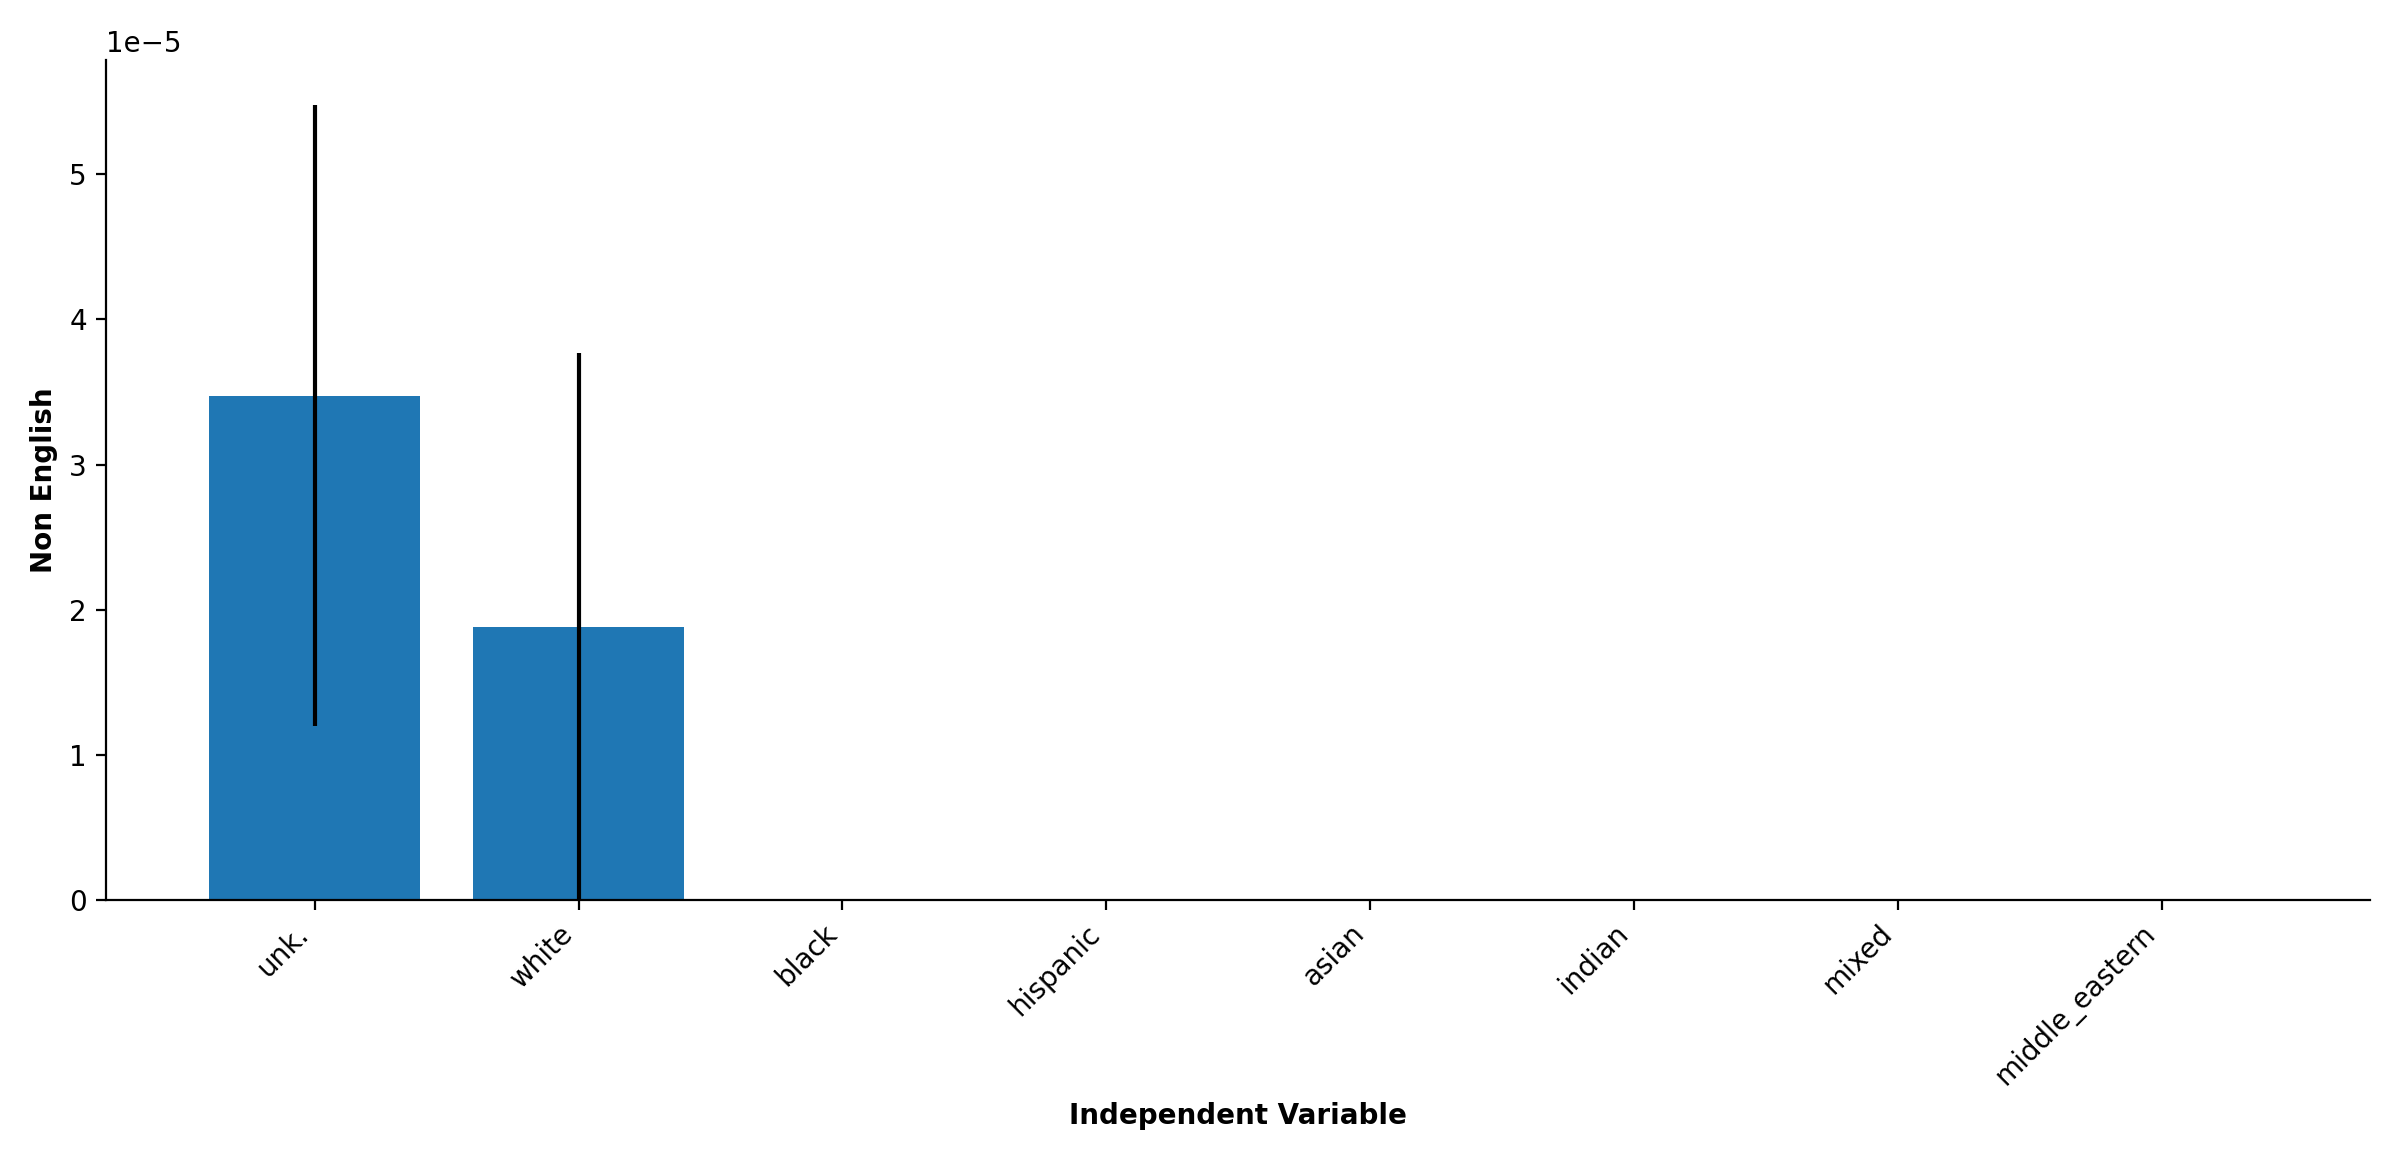 1e−5
5
4
3
2
1
0
Non English
unk.
white
black
hispanic
asian
indian
mixed
middle_eastern
Independent Variable